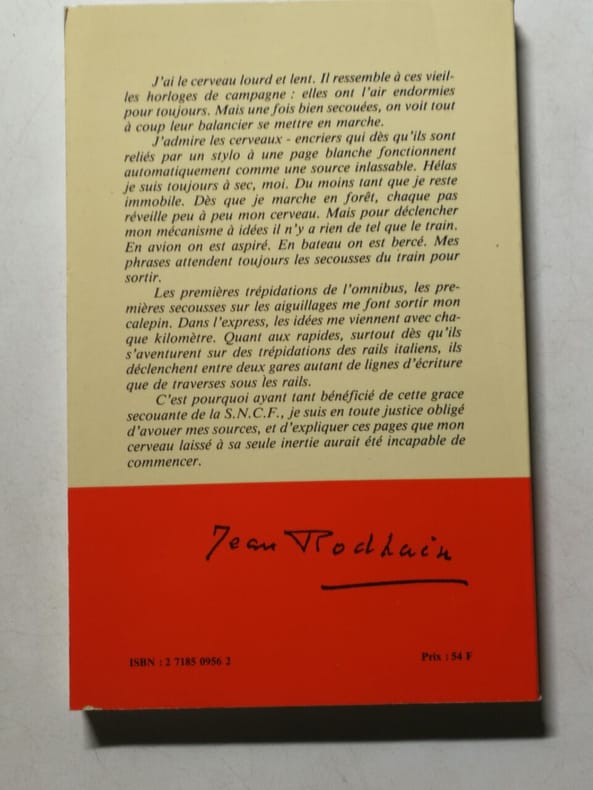 J'ai le cerveau lourd et lent. Il ressemble à ces vieil-
les horloges de campagne : elles ont l'air endormies
pour toujours. Mais une fois bien secouées, on voit tout
à coup leur balancier se mettre en marche.
J'admire les cerveaux - encriers qui dès qu'ils sont
reliés par un stylo à une page blanche fonctionnent
automatiquement comme une source inlassable. Hélas
je suis toujours à sec, moi. Du moins tant que je reste
immobile. Dès que je marche en forêt, chaque pas
réveille peu à peu mon cerveau. Mais pour déclencher
mon mécanisme à idées il n'y a rien de tel que le train.
En avion on est aspiré. En bateau on est bercé. Mes
phrases attendent toujours les secousses du train pour
sortir.
Les premières trépidations de l'omnibus, les pre-
mières secousses sur les aiguillages me font sortir mon
calepin. Dans l'express, les idées me viennent avec cha-
que kilomètre. Quant aux rapides, surtout dès qu'ils
s'aventurent sur des trépidations des rails italiens, ils
déclenchent entre deux gares autant de lignes d'écriture
que de traverses sous les rails.
C'est pourquoi ayant tant bénéficié de cette grace
secouante de la S.N.C.F., je suis en toute justice obligé
d'avouer mes sources, et d'expliquer ces pages que mon
cerveau laissé à sa seule inertie aurait été incapable de
commencer.
Jean Rodhain
ISBN : 2 7185 0956 2
Prix : 54 F